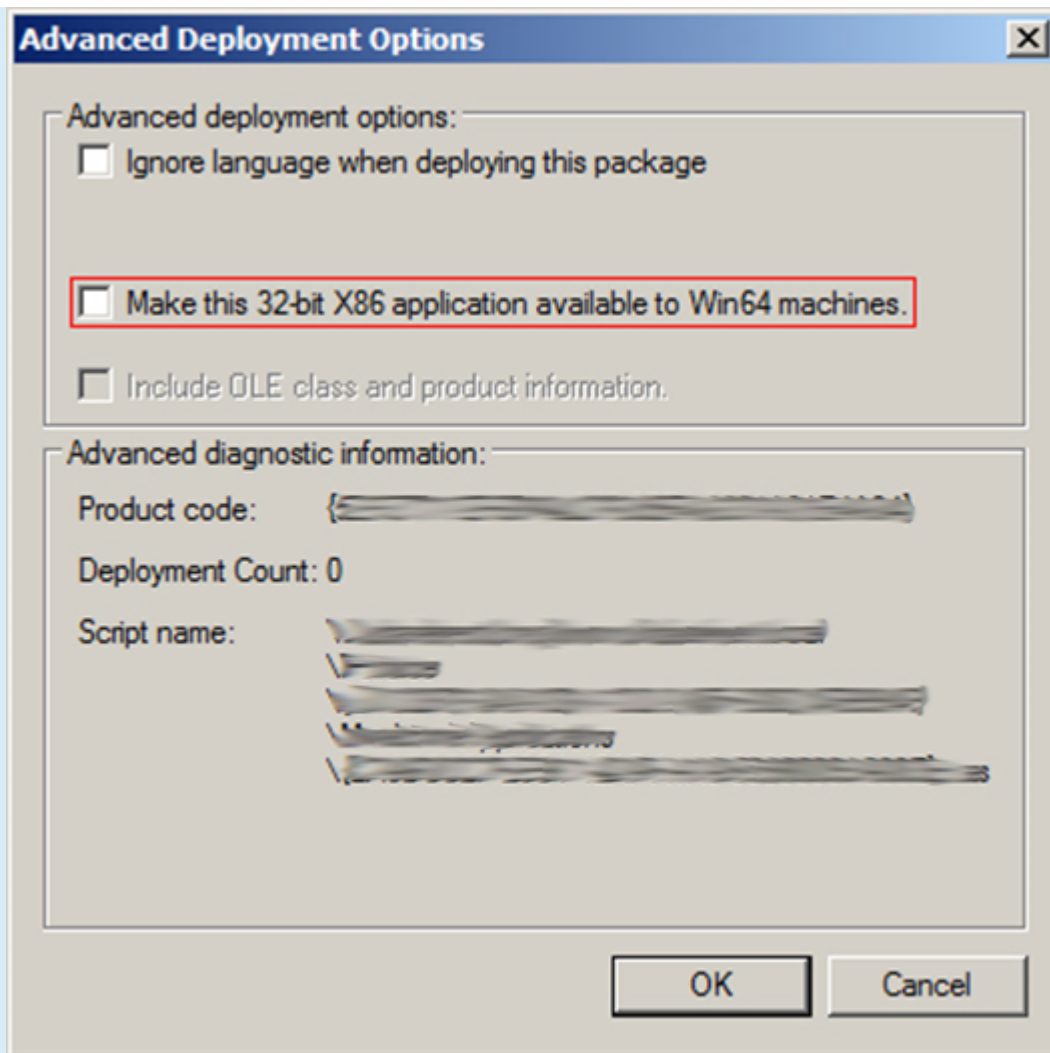 Advanced Deployment Options
Advanced deployment options:
Ignore language when deploying this package
Make this 32-bit X86 application available to Win64 machines.
Include OLE class and product information.
Advanced diagnostic information:
Product code:
Deployment Count: 0
Script name:
OK
Cancel